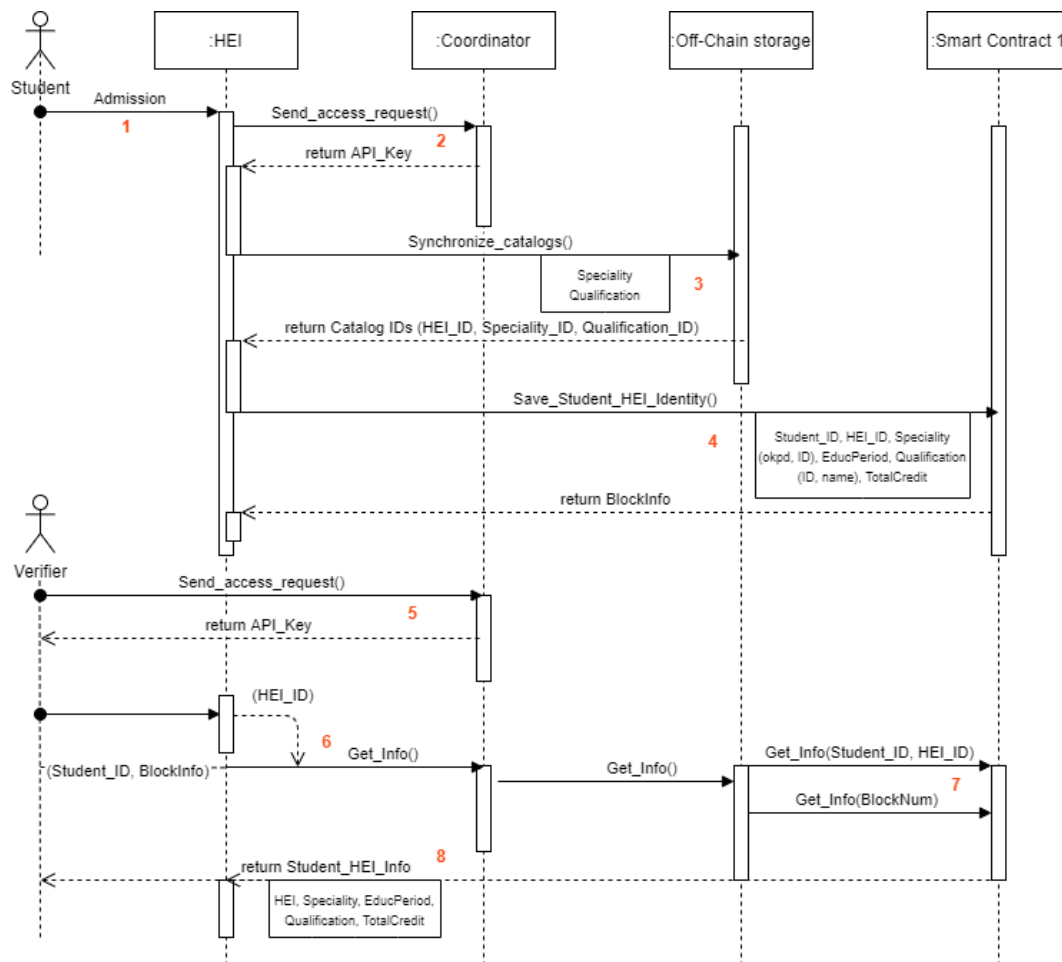 :HEI
:Coordinator
:Off-Chain storage
:Smart Contract 1
Student
Admission
1
Send_access_request()
2
return API_Key
Synchronize_catalogs()
Speciality
Qualification
3
return Catalog IDs (HEI_ID, Speciality_ID, Qualification_ID)
Save_Student_HEI_Identity()
4
Student_ID, HEI_ID, Speciality
(okpd, ID), EducPeriod, Qualification
(ID, name), TotalCredit
return BlockInfo
Verifier
Send_access_request()
5
return API_Key
(HEI_ID)
6
Get_Info()
(Student_ID, BlockInfo)
Get_Info()
Get_Info(Student_ID, HEI_ID)
7
Get_Info(BlockNum)
8
return Student_HEI_Info
HEI, Speciality, EducPeriod,
Qualification, TotalCredit